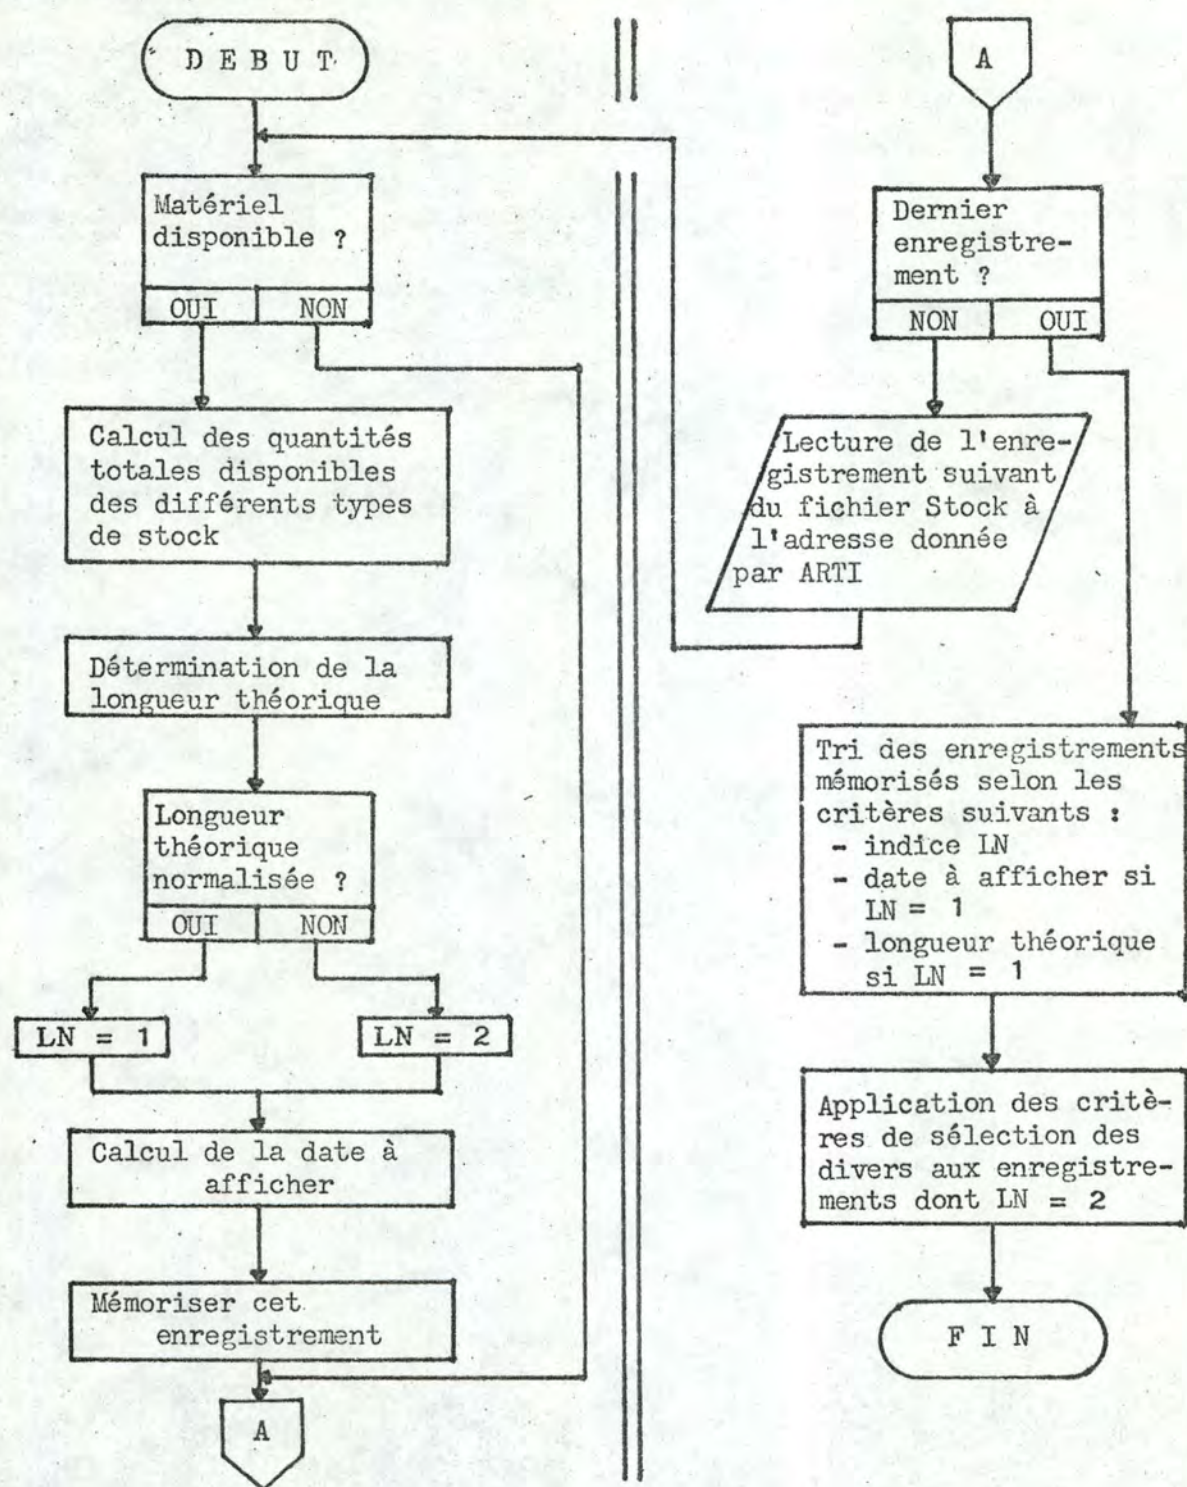 DEBUT
Matériel
disponible ?
OUI
NON
Calcul des quantités
totales disponibles
des différents types
de stock
Détermination de la
longueur théorique
Longueur
théorique
normalisée ?
OUI
NON
LN = 1
LN = 2
Calcul de la date à
afficher
Mémoriser cet
enregistrement
A
A
Dernier
enregistre-
ment ?
NON
OUI
Lecture de l'enre-
gistrement suivant
du fichier Stock à
l'adresse donnée
par ARTI
Tri des enregistrements
mémorisés selon les
critères suivants :
- indice LN
- date à afficher si
LN = 1
- longueur théorique
si LN = 1
Application des critè-
res de sélection des
divers aux enregistre-
ments dont LN = 2
FIN